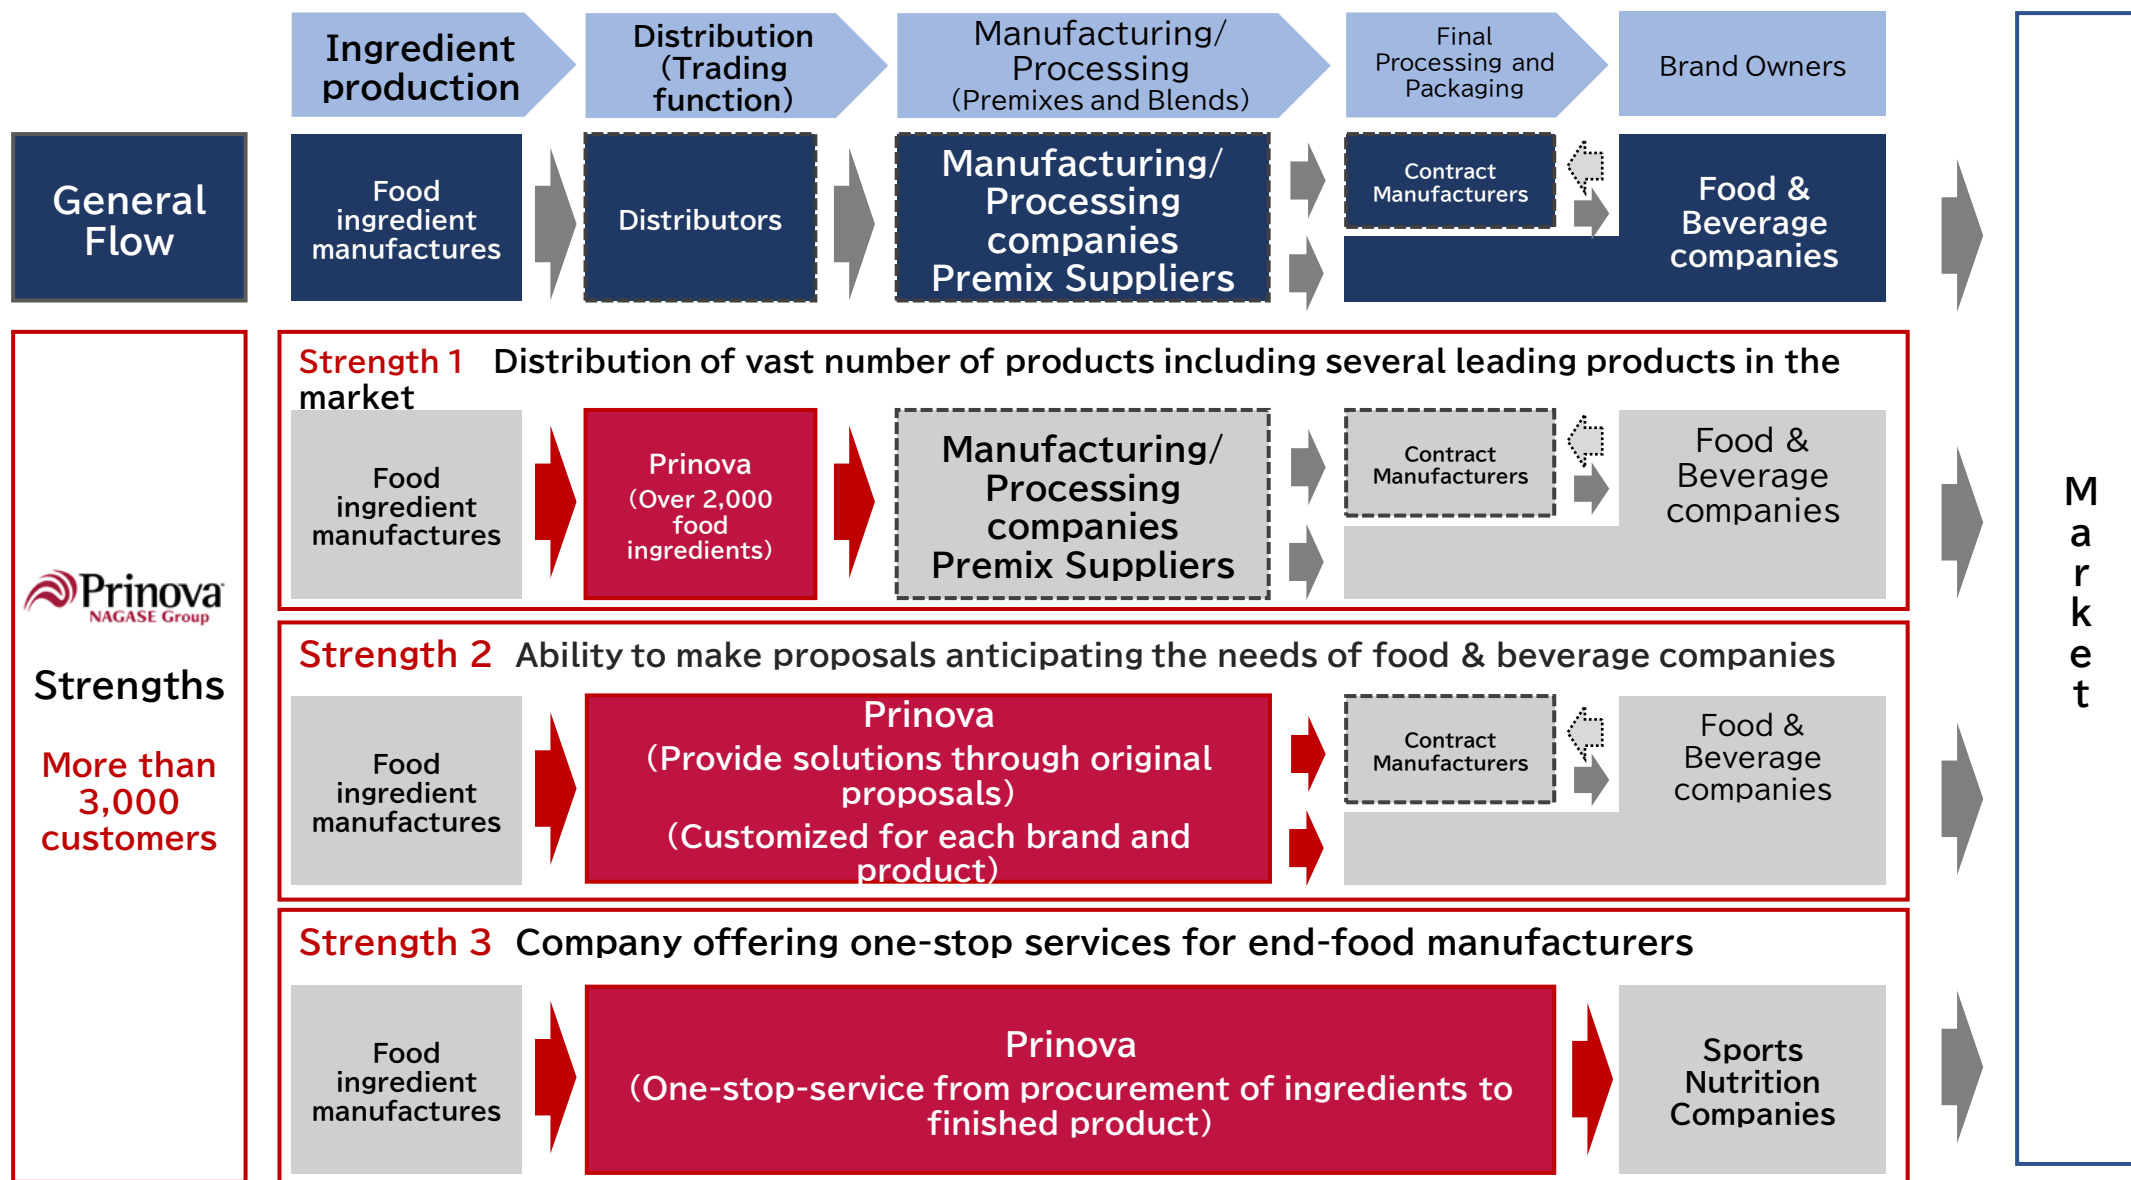 Ingredient
production
Distribution
(Trading
function)
Manufacturing/
Processing
(Premixes and Blends)
Final
Processing and
Packaging
Brand Owners
General
Flow
Food
ingredient
manufactures
Distributors
Manufacturing/
Processing
companies
Premix Suppliers
Contract
Manufacturers
Food &
Beverage
companies
Prinova
NAGASE Group
Strengths
More than
3,000
customers
Strength 1 Distribution of vast number of products including several leading products in the
market
Food
ingredient
manufactures
Prinova
(Over 2,000
food
ingredients)
Manufacturing/
Processing
companies
Premix Suppliers
Contract
Manufacturers
Food &
Beverage
companies
Strength 2 Ability to make proposals anticipating the needs of food & beverage companies
Food
ingredient
manufactures
Prinova
(Provide solutions through original
proposals)
(Customized for each brand and
product)
Contract
Manufacturers
Food &
Beverage
companies
Strength 3 Company offering one-stop services for end-food manufacturers
Food
ingredient
manufactures
Prinova
(One-stop-service from procurement of ingredients to
finished product)
Sports
Nutrition
Companies
Market